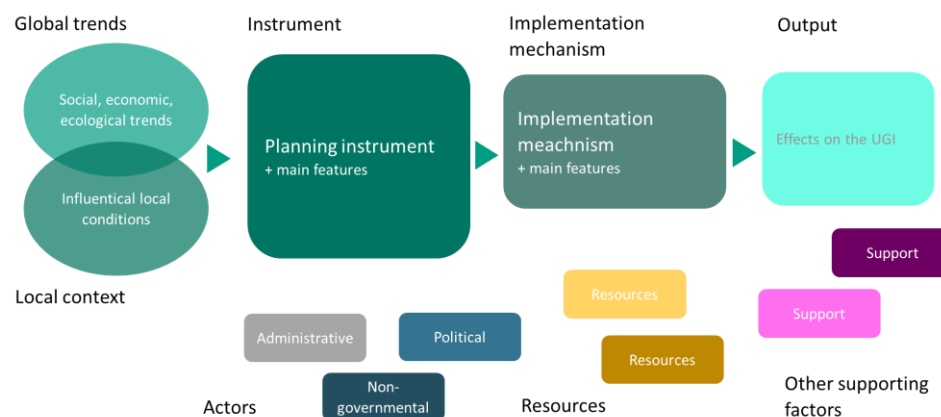 Global trends
Instrument
Implementation
mechanism
Output
Social, economic,
ecological trends
Influentical local
conditions
Planning instrument
+ main features
Implementation
meachnism
+ main features
Effects on the UGI
Local context
Support
Resources
Support
Administrative
Political
Resources
Non-
governmental
Actors
Resources
Other supporting
factors